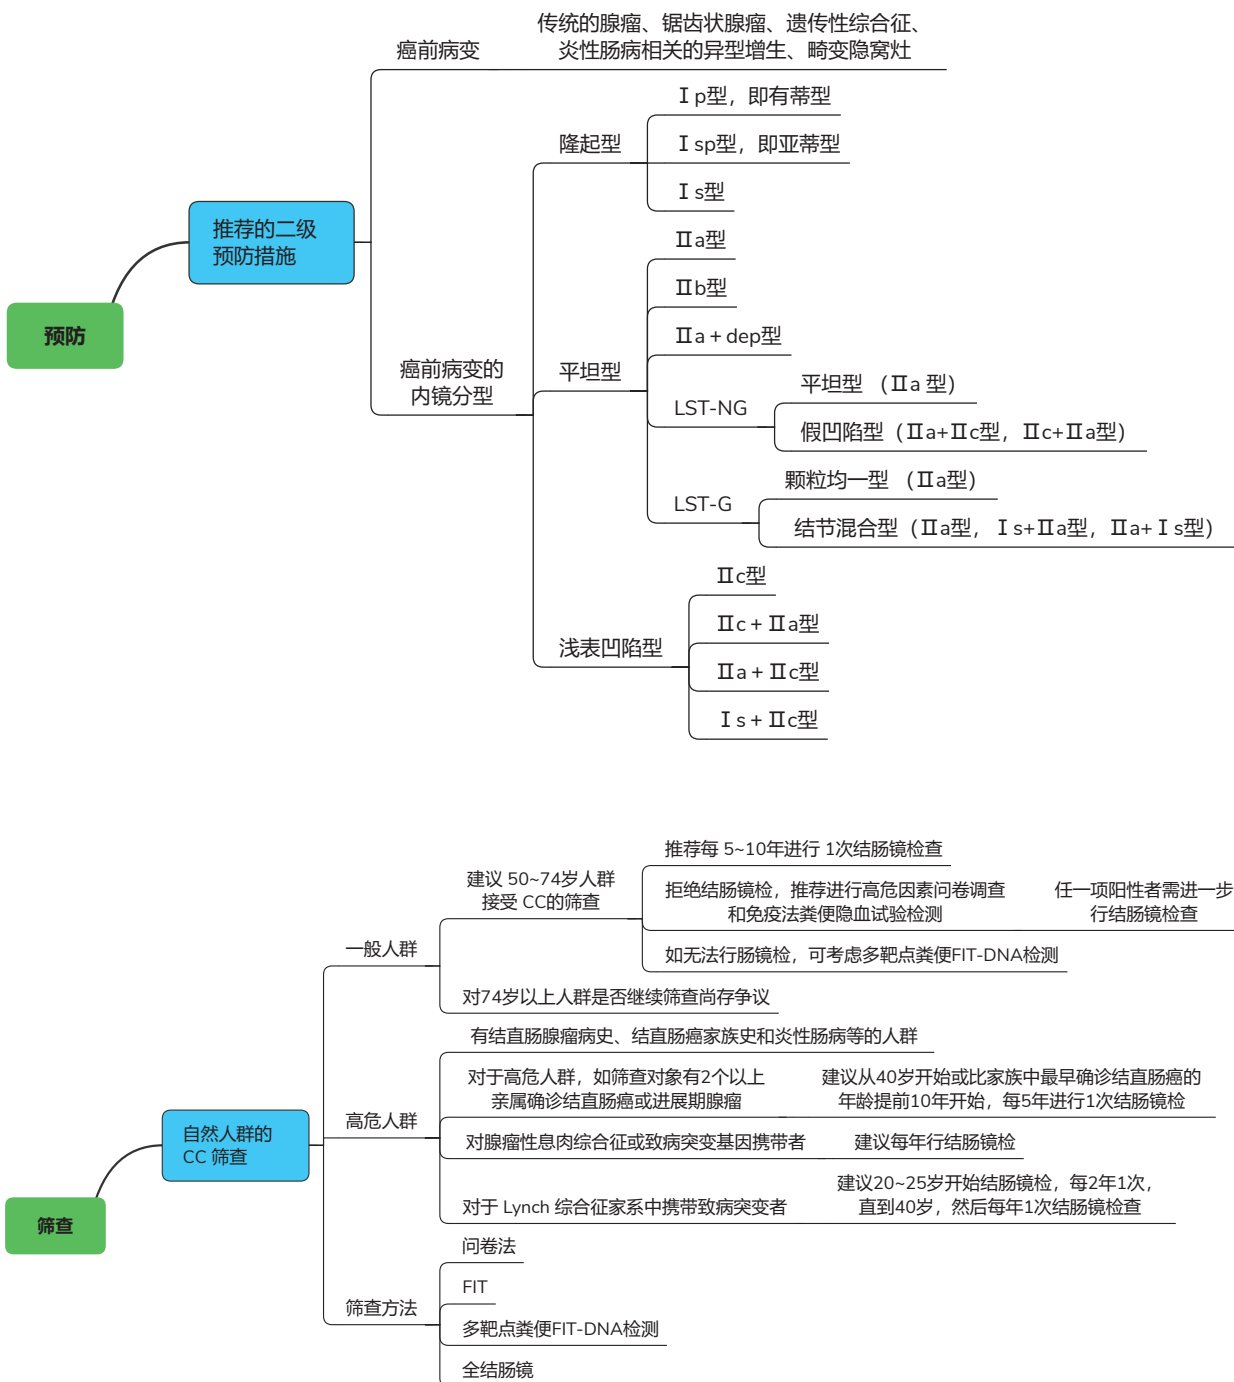 传统的腺瘤、锯齿状腺瘤、遗传性综合征、
炎性肠病相关的异型增生、畸变隐窝灶
癌前病变
Ⅰp型，即有蒂型
隆起型
Ⅰsp型，即亚蒂型
Ⅰs型
推荐的二级
预防措施
Ⅱa型
Ⅱb型
预防
Ⅱa + dep型
癌前病变的
内镜分型
平坦型
平坦型 （Ⅱa 型）
LST-NG
假凹陷型（Ⅱa+Ⅱc型，Ⅱc+Ⅱa型）
颗粒均一型 （Ⅱa型）
LST-G
结节混合型（Ⅱa型，Ⅰs+Ⅱa型，Ⅱa+Ⅰs型）
Ⅱc型
Ⅱc + Ⅱa型
浅表凹陷型
Ⅱa + Ⅱc型
Ⅰs + Ⅱc型
推荐每 5~10年进行 1次结肠镜检查
建议 50~74岁人群
接受 CC的筛查
拒绝结肠镜检，推荐进行高危因素问卷调查
和免疫法粪便隐血试验检测
任一项阳性者需进一步
行结肠镜检查
一般人群
如无法行肠镜检，可考虑多靶点粪便FIT-DNA检测
对74岁以上人群是否继续筛查尚存争议
有结直肠腺瘤病史、结直肠癌家族史和炎性肠病等的人群
对于高危人群，如筛查对象有2个以上
亲属确诊结直肠癌或进展期腺瘤
建议从40岁开始或比家族中最早确诊结直肠癌的
年龄提前10年开始，每5年进行1次结肠镜检
高危人群
自然人群的
CC 筛查
对腺瘤性息肉综合征或致病突变基因携带者
建议每年行结肠镜检
对于 Lynch 综合征家系中携带致病突变者
建议20~25岁开始结肠镜检，每2年1次，
直到40岁，然后每年1次结肠镜检查
筛查
问卷法
FIT
筛查方法
多靶点粪便FIT-DNA检测
全结肠镜